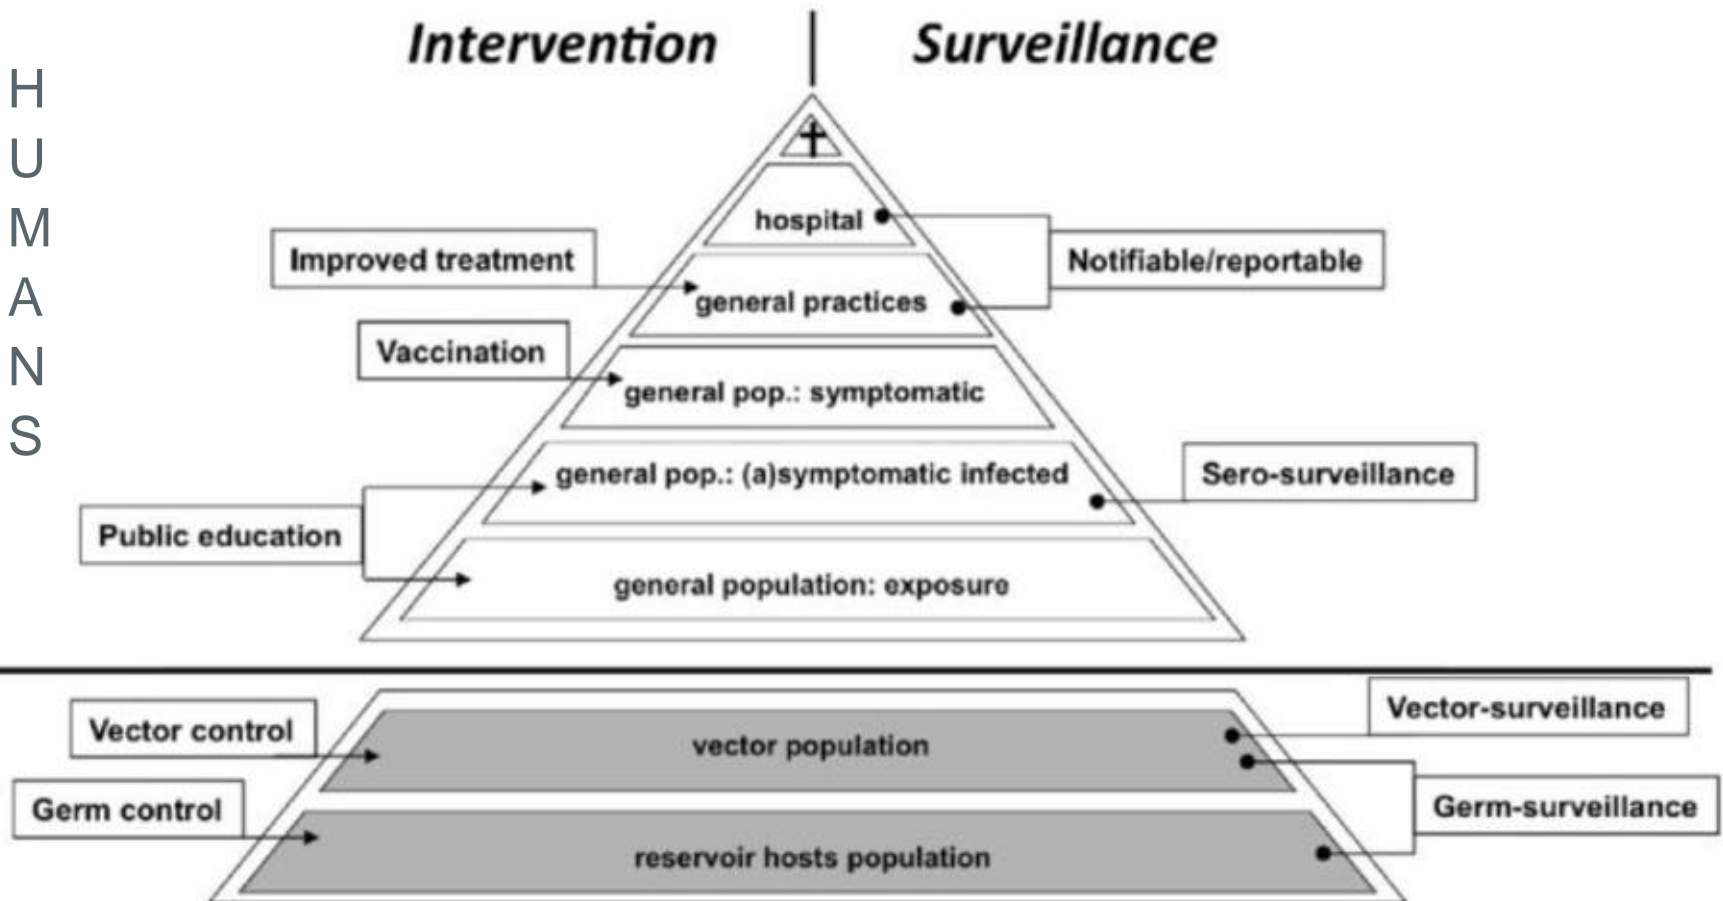 Intervention | Surveillance
H
U
M
A
N
S
†
hospital
Improved treatment
Notifiable/reportable
general practices
Vaccination
general pop.: symptomatic
general pop.: (a)symptomatic infected
Sero-surveillance
Public education
general population: exposure
Vector-surveillance
Vector control
vector population
Germ control
Germ-surveillance
reservoir hosts population